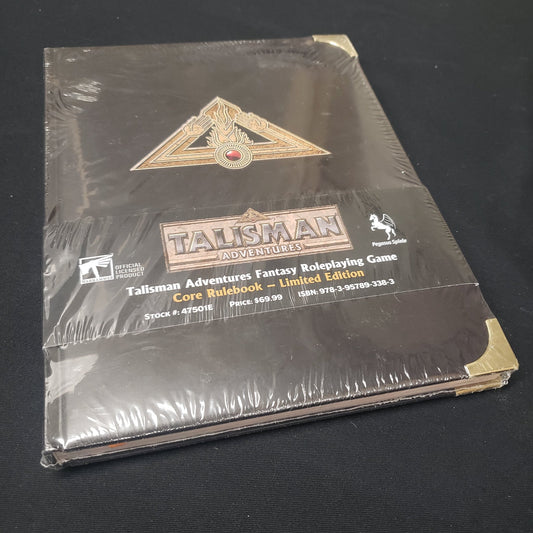 TALISMAN
ADVENTURES
OFFICIAL
LICENSED
PRODUCT
Pegasus Spiele
Talisman Adventures Fantasy Roleplaying Game
Core Rulebook – Limited Edition
STOCK #: 47501E PRICE: $69.99 ISBN: 978-3-95789-338-3